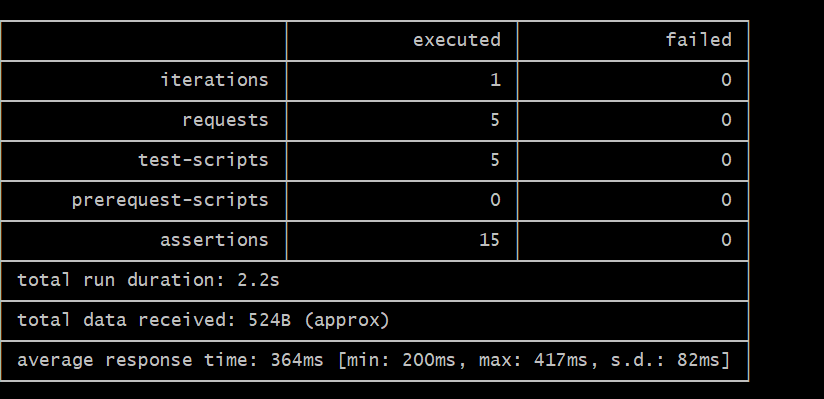 executed failed
iterations 1 0
requests 5 0
test-scripts 5 0
prerequest-scripts 0 0
assertions 15 0
total run duration: 2.2s
total data received: 524B (approx)
average response time: 364ms [min: 200ms, max: 417ms, s.d.: 82ms]